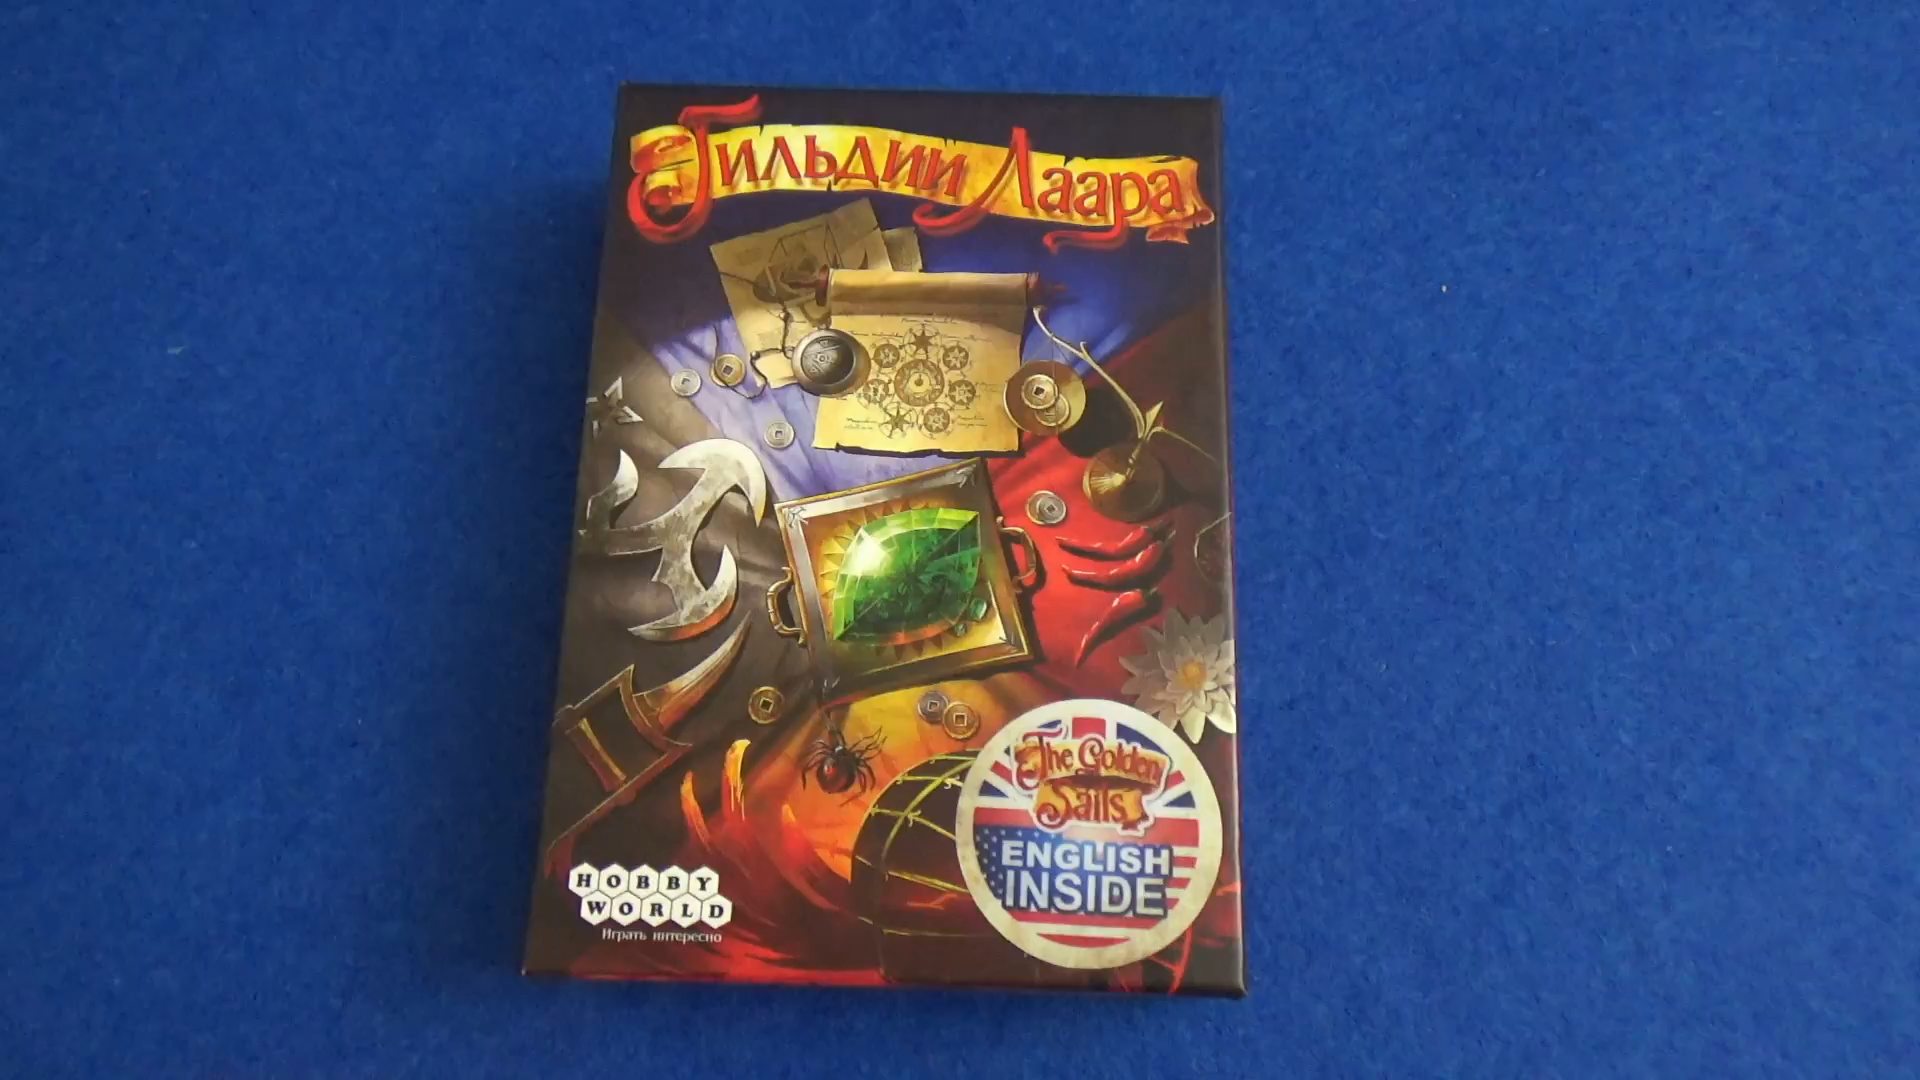 Гильдии Лаара
The Golden
Sails
ENGLISH
INSIDE
HOBBY
WORLD
Играть интересно